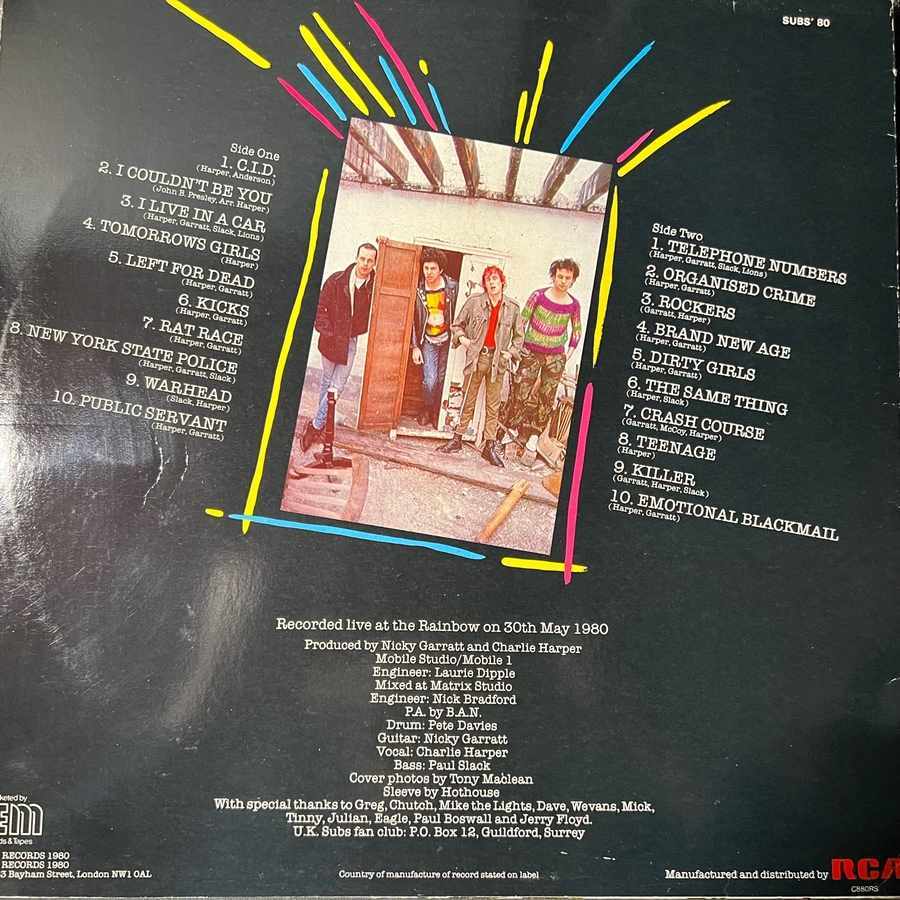 SUBS' 80
Side One
1. C.I.D.
(Harper, Anderson)
2. I COULDN'T BE YOU
(John B. Presley, Arr. Harper)
3. I LIVE IN A CAR
(Harper, Garratt, Slack, Lions)
4. TOMORROWS GIRLS
(Harper)
5. LEFT FOR DEAD
(Harper, Garratt)
6. KICKS
(Harper, Garratt)
7. RAT RACE
(Harper, Garratt)
8. NEW YORK STATE POLICE
(Harper, Garratt, Slack)
9. WARHEAD
(Slack, Harper)
10. PUBLIC SERVANT
(Harper, Garratt)
Side Two
1. TELEPHONE NUMBERS
(Harper, Garratt, Slack, Lions)
2. ORGANISED CRIME
(Harper, Garratt)
3. ROCKERS
(Garratt, Harper)
4. BRAND NEW AGE
(Harper, Garratt)
5. DIRTY GIRLS
(Harper, Garratt)
6. THE SAME THING
(Harper, Slack)
7. CRASH COURSE
(Garratt, McCoy, Harper)
8. TEENAGE
(Harper)
9. KILLER
(Garratt, Harper, Slack)
10. EMOTIONAL BLACKMAIL
(Harper, Garratt)
Recorded live at the Rainbow on 30th May 1980
Produced by Nicky Garratt and Charlie Harper
Mobile Studio/Mobile 1
Engineer: Laurie Dipple
Mixed at Matrix Studio
Engineer: Nick Bradford
P.A. by B.A.N.
Drum: Pete Davies
Guitar: Nicky Garratt
Vocal: Charlie Harper
Bass: Paul Slack
Cover photos by Tony Maclean
Sleeve by Hothouse
With special thanks to Greg, Chutch, Mike the Lights, Dave, Wevans, Mick,
Tinny, Julian, Eagle, Paul Boswall and Jerry Floyd.
U.K. Subs fan club: P.O. Box 12, Guildford, Surrey
keted by
EM
ds & Tapes
RECORDS 1980
RECORDS 1980
3 Bayham Street, London NW1 0AL
Country of manufacture of record stated on label
Manufactured and distributed by RCA
C880RS